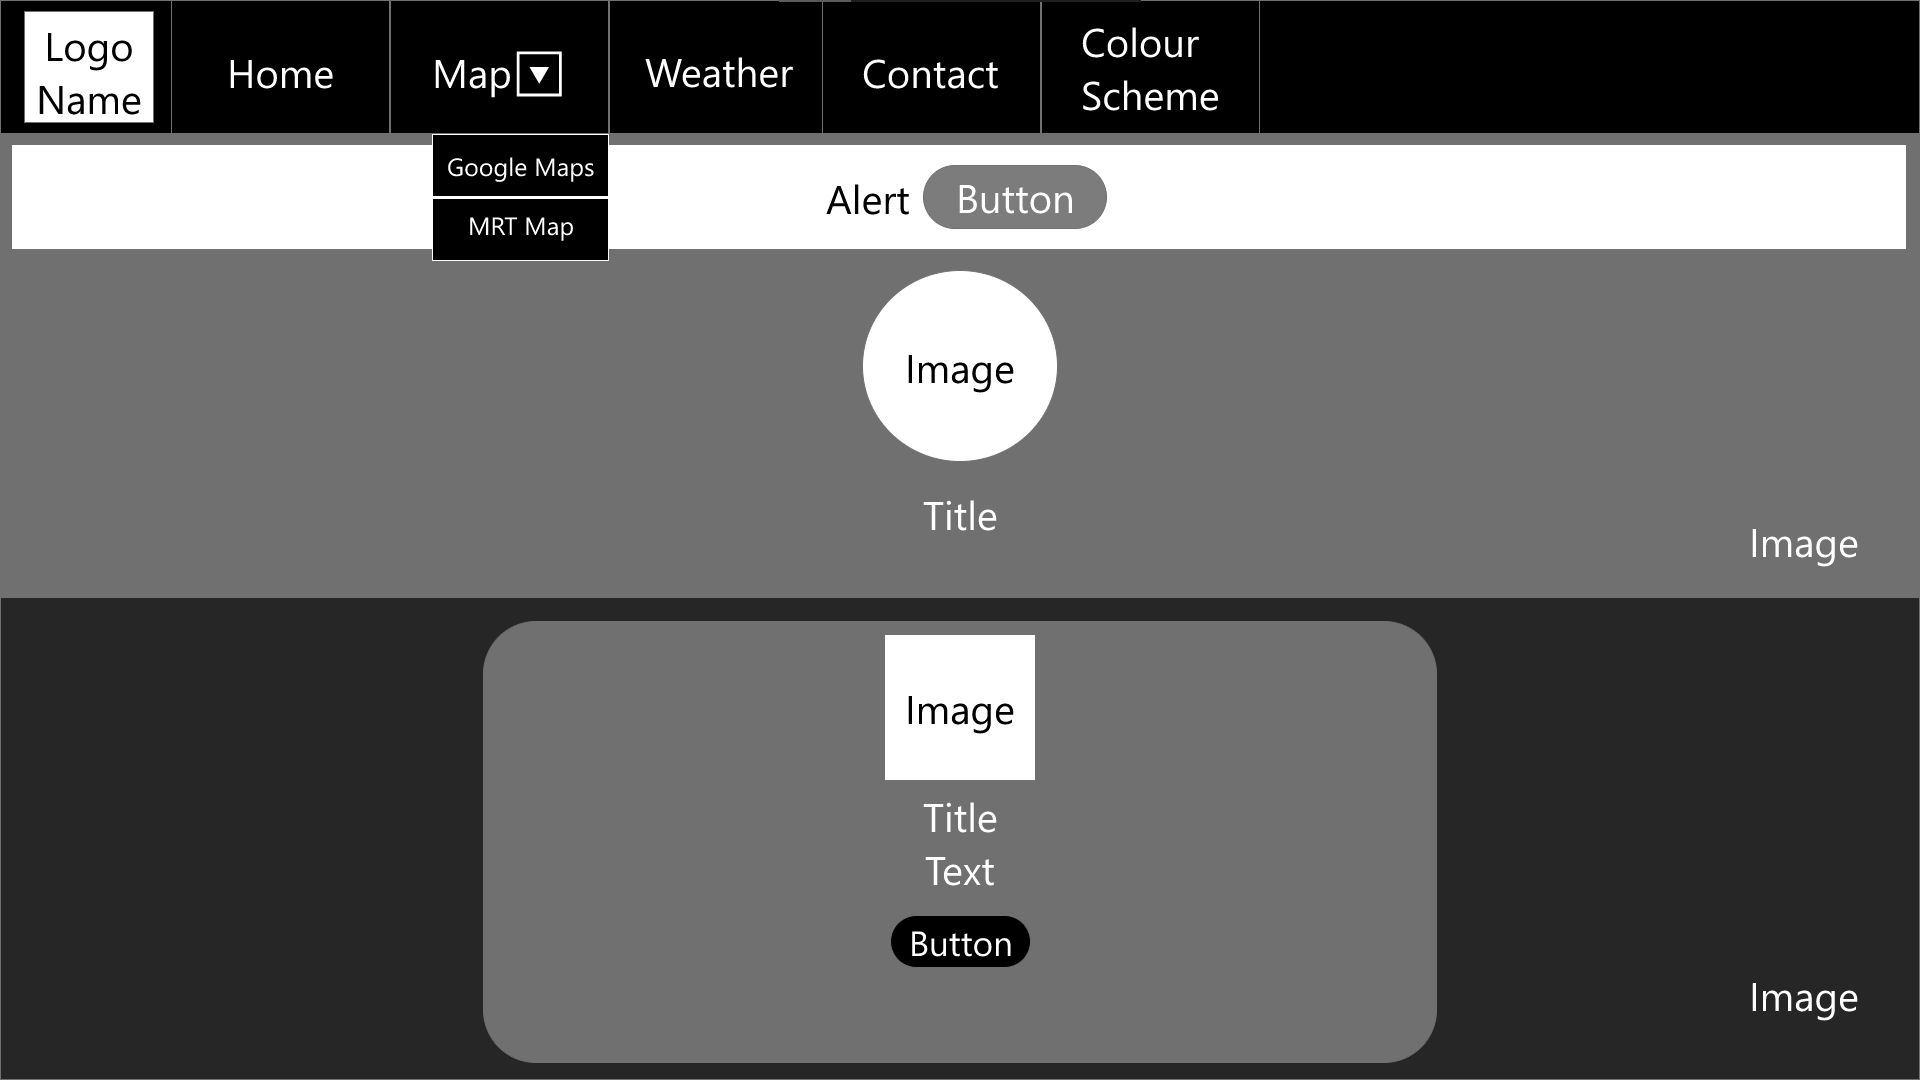 Logo
Name
Home
Map
Weather
Contact
Colour
Scheme
Google Maps
MRT Map
Alert
Button
Image
Title
Image
Image
Title
Text
Button
Image